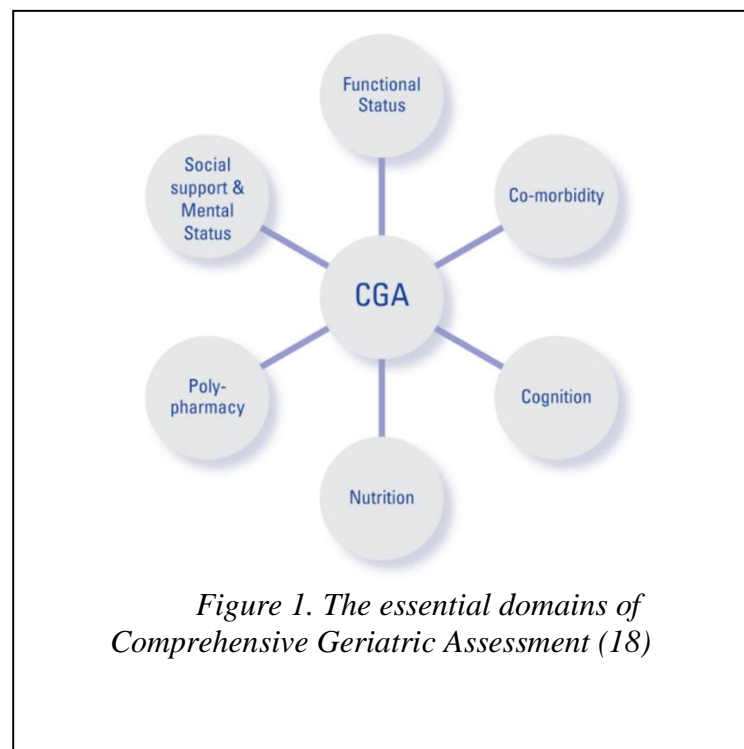 Functional
Status
Social
support &
Mental
Status
Co-morbidity
CGA
Poly-
pharmacy
Cognition
Nutrition
Figure 1. The essential domains of
Comprehensive Geriatric Assessment (18)